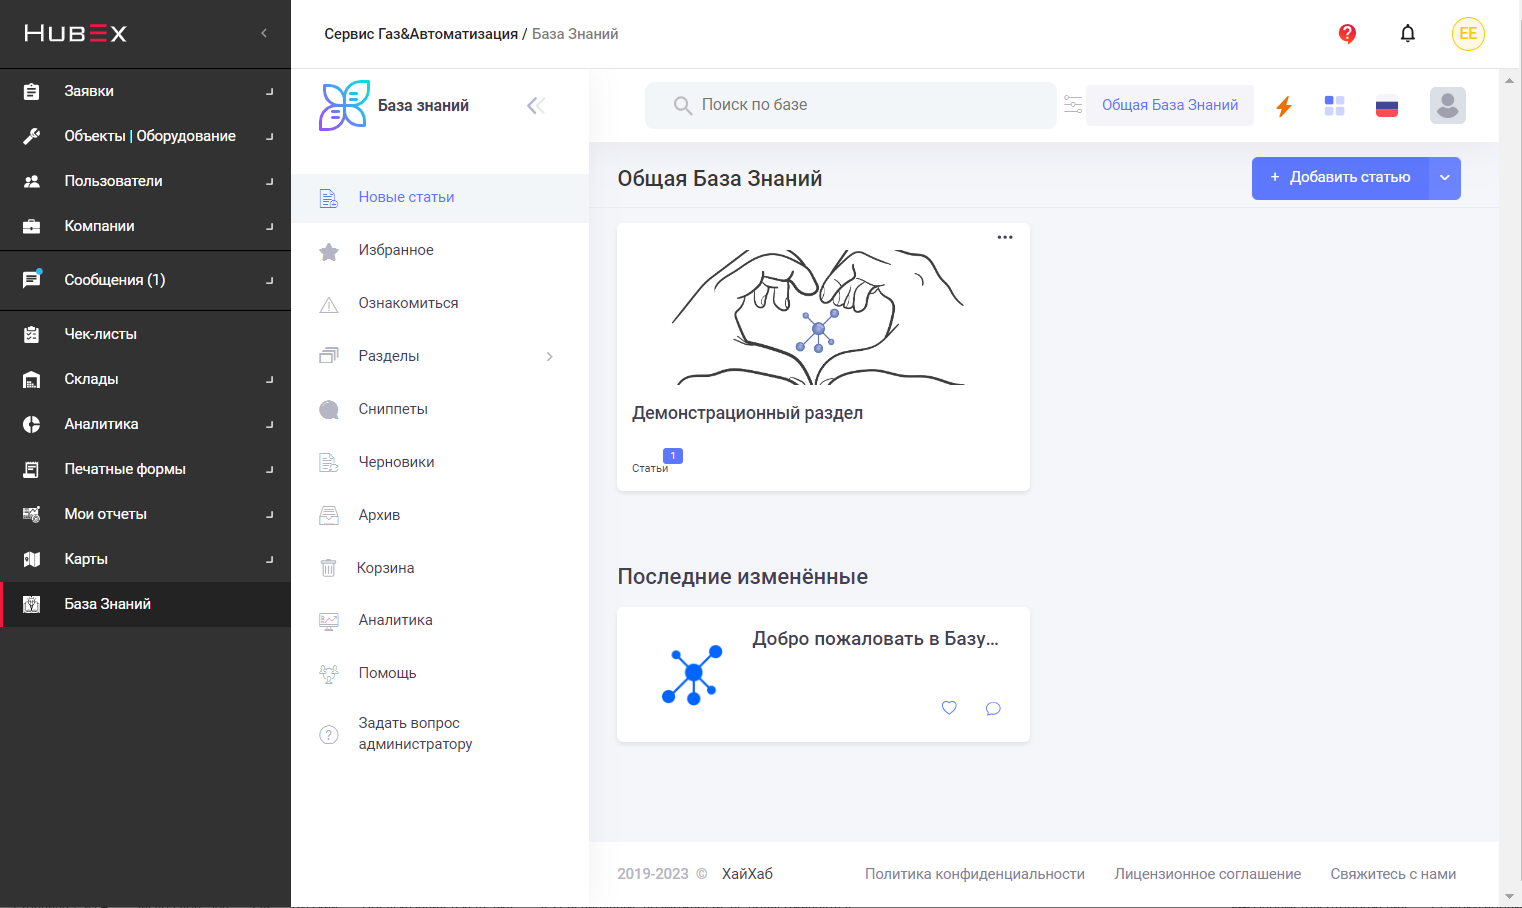 HUBEX
Сервис Газ&Автоматизация / База Знаний
EE
Заявки
Объекты | Оборудование
Пользователи
Компании
Сообщения (1)
Чек-листы
Склады
Аналитика
Печатные формы
Мои отчеты
Карты
База Знаний
База знаний
Новые статьи
Избранное
Ознакомиться
Разделы
Сниппеты
Черновики
Архив
Корзина
Аналитика
Помощь
Задать вопрос
администратору
Поиск по базе
Общая База Знаний
Общая База Знаний
+ Добавить статью
Демонстрационный раздел
Статьи 1
Последние изменённые
Добро пожаловать в Базу...
2019-2023 © ХайХаб
Политика конфиденциальности
Лицензионное соглашение
Свяжитесь с нами